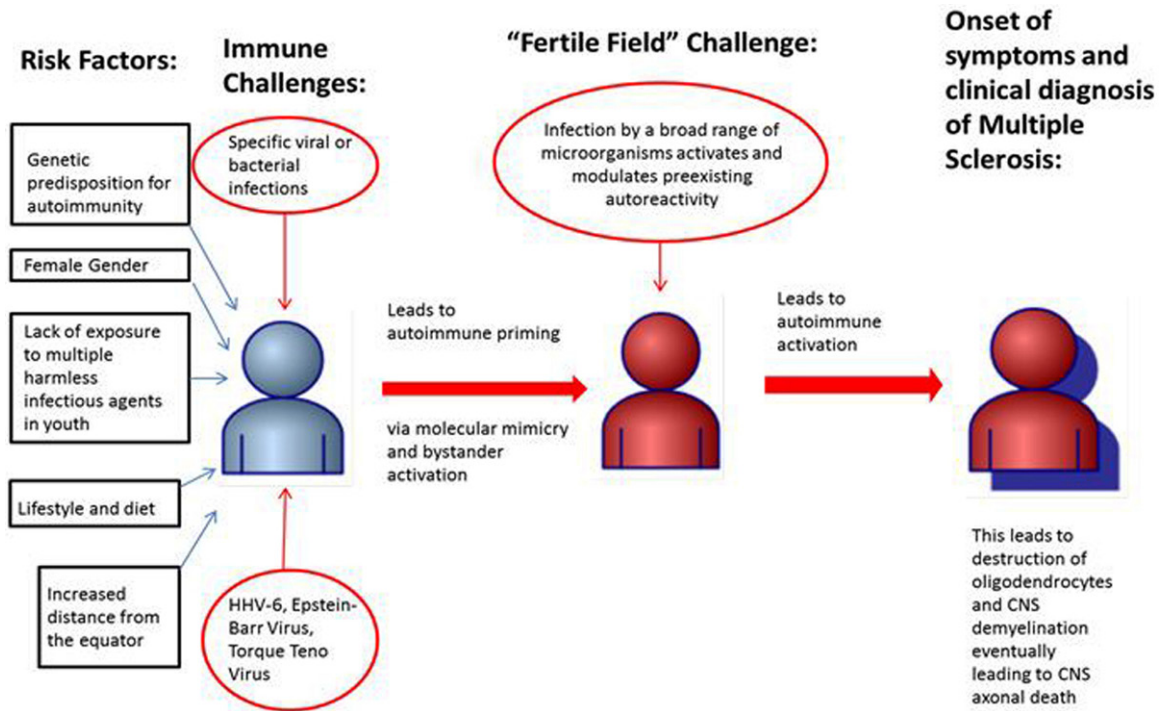 Risk Factors:
Immune
Challenges:
“Fertile Field” Challenge:
Onset of
symptoms and
clinical diagnosis
of Multiple
Sclerosis:
Genetic
predisposition for
autoimmunity
Female Gender
Lack of exposure
to multiple
harmless
infectious agents
in youth
Lifestyle and diet
Increased
distance from
the equator
Specific viral or
bacterial
infections
HHV-6, Epstein-
Barr Virus,
Torque Teno
Virus
Leads to
autoimmune priming
via molecular mimicry
and bystander
activation
Infection by a broad range of
microorganisms activates and
modulates preexisting
autoreactivity
Leads to
autoimmune
activation
This leads to
destruction of
oligodendrocytes
and CNS
demyelination
eventually
leading to CNS
axonal death